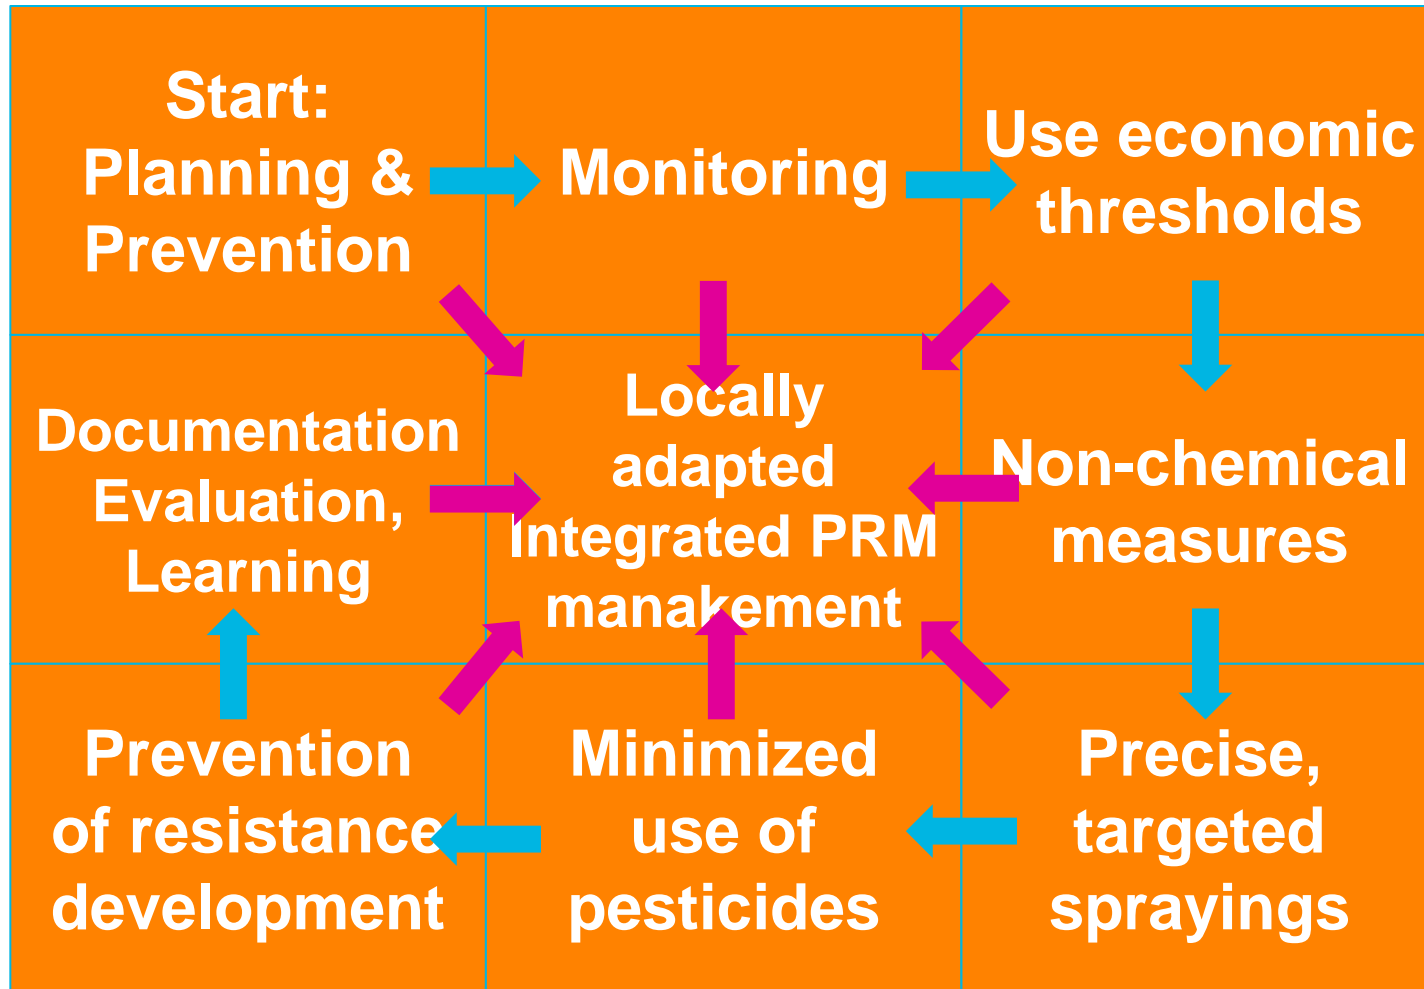 Start:
Planning &
Prevention
Monitoring
Use economic
thresholds
Documentation
Evaluation,
Learning
Locally
adapted
Integrated PRM
manakement
Non-chemical
measures
Prevention
of resistance
development
Minimized
use of
pesticides
Precise,
targeted
sprayings